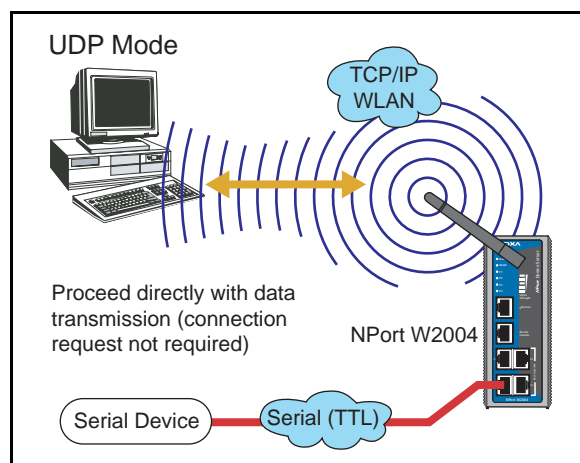 UDP Mode
TCP/IP
WLAN
Proceed directly with data
transmission (connection
request not required)
NPort W2004
Serial Device
Serial (TTL)